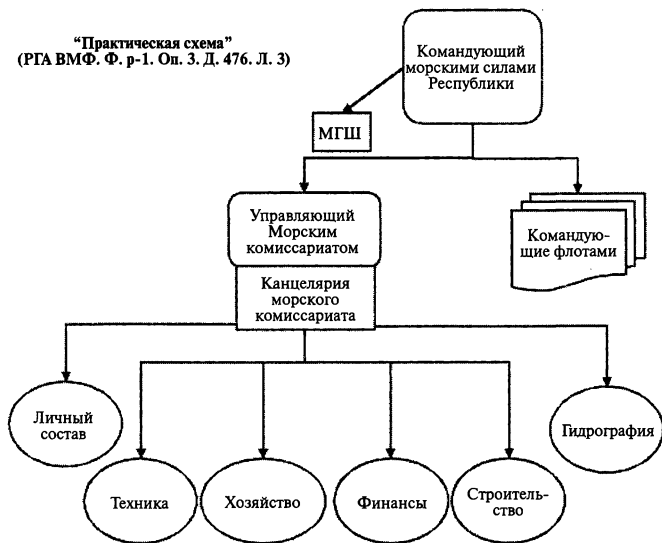 “Практическая схема”
(РГА ВМФ. Ф. р-1. Оп. 3. Д. 476. Л. 3)
Командующий
морскими силами
Республики
МГШ
Управляющий
Морским
комиссариатом
Командую-
щие флотами
Канцелярия
морского
комиссариата
Личный
состав
Гидрография
Техника
Хозяйство
Финансы
Строитель-
ство